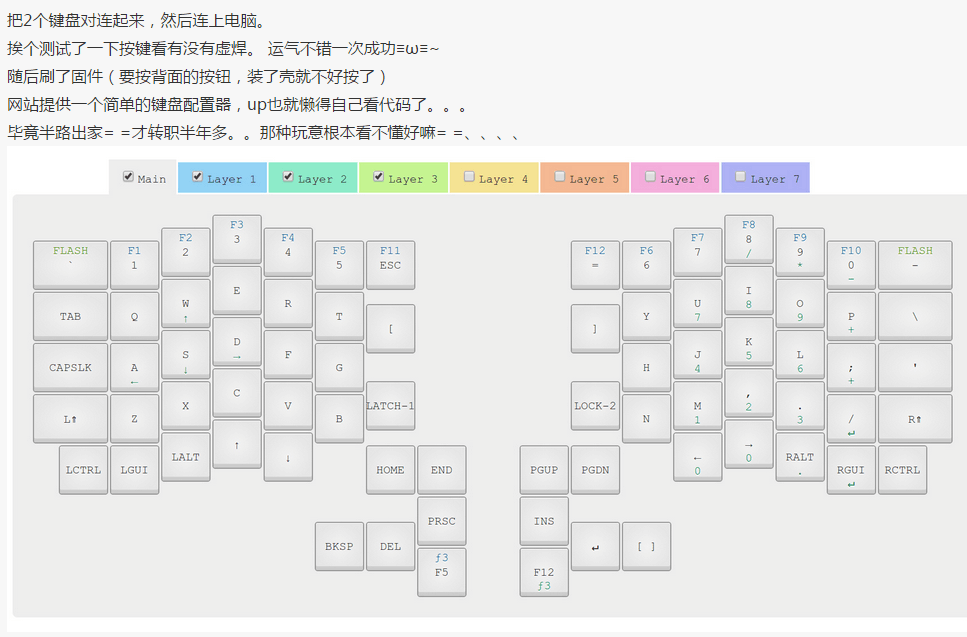 把2个键盘对连起来，然后连上电脑。
挨个测试了一下按键看有没有虚焊。 运气不错一次成功≡ω≡~
随后刷了固件（要按背面的按钮，装了壳就不好按了）
网站提供一个简单的键盘配置器，up也就懒得自己看代码了。。。
毕竟半路出家= =才转职半年多。。那种玩意根本看不懂好嘛= =、、、、
Main Layer 1 Layer 2 Layer 3 Layer 4 Layer 5 Layer 6 Layer 7
F3 F8
F2 3 F4 F7 8 F9
FLASH F1 2 4 F5 F11 F12 F6 7 / 9 F10 FLASH
` 1 5 ESC = 6 * 0 -
-
E I
W R U 8 O
TAB ↑ Q T Y 7 9 P \
+
[ ]
D K
S → F J 5 L
CAPSLK A ↓ G H 4 6 ; '
← +
C ,
X V LATCH-1 LOCK-2 M 2 .
L⇑ Z B N 1 3 / R⇑
↵
↑ →
LALT ↓ ← 0 RALT
LCTRL LGUI HOME END PGUP PGDN 0 . RGUI RCTRL
↵
PRSC INS
BKSP DEL ↵ [ ]
ƒ3
F5 F12
ƒ3